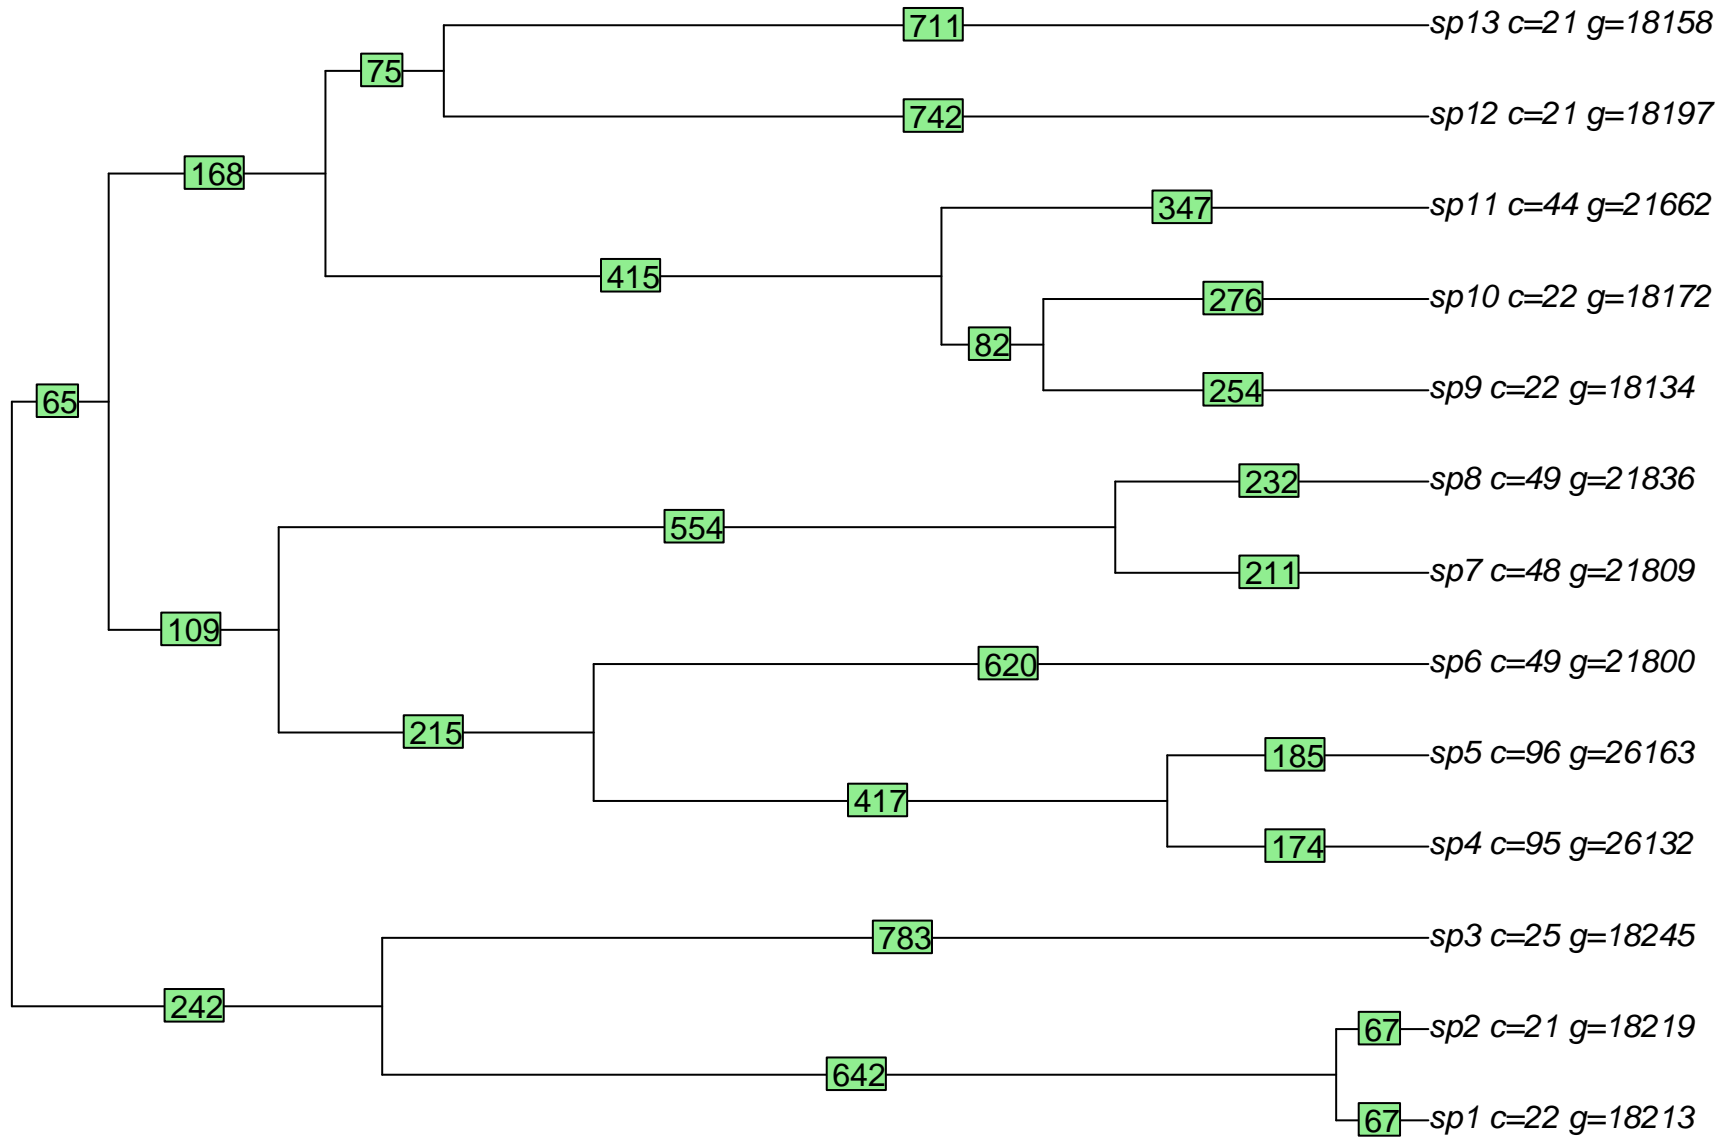 711
sp13 c=21 g=18158
75
742
sp12 c=21 g=18197
168
347
sp11 c=44 g=21662
415
276
sp10 c=22 g=18172
82
254
sp9 c=22 g=18134
65
232
sp8 c=49 g=21836
554
211
sp7 c=48 g=21809
109
620
sp6 c=49 g=21800
215
185
sp5 c=96 g=26163
417
174
sp4 c=95 g=26132
783
sp3 c=25 g=18245
242
67
sp2 c=21 g=18219
642
67
sp1 c=22 g=18213